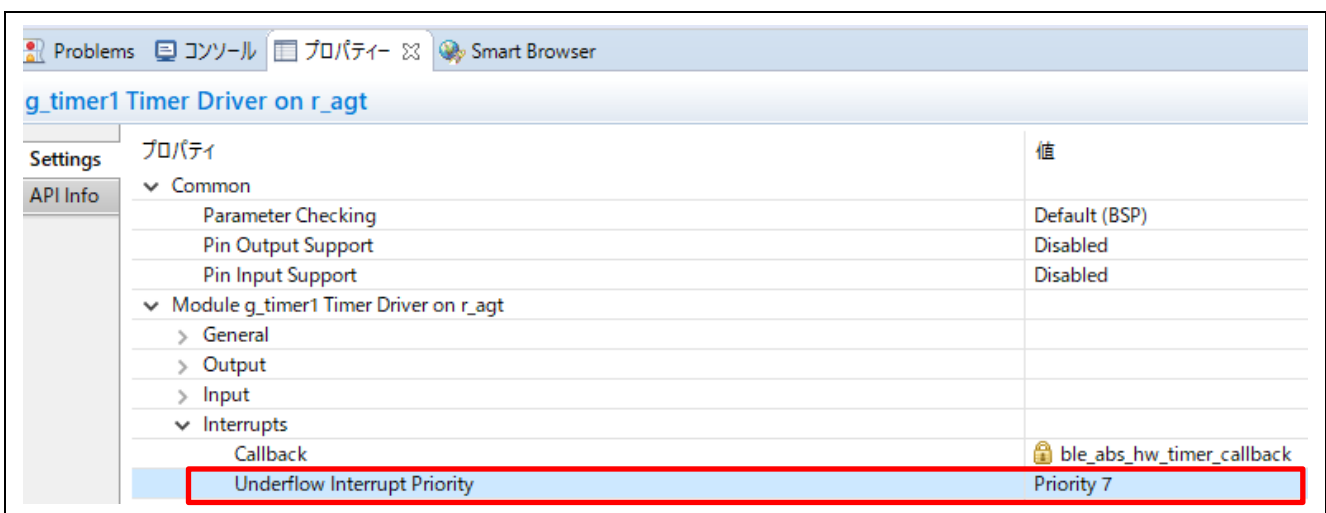 Problems コンソール プロパティー Smart Browser
g_timer1 Timer Driver on r_agt
Settings
API Info
プロパティ 値
Common
Parameter Checking Default (BSP)
Pin Output Support Disabled
Pin Input Support Disabled
Module g_timer1 Timer Driver on r_agt
General
Output
Input
Interrupts
Callback ble_abs_hw_timer_callback
Underflow Interrupt Priority Priority 7